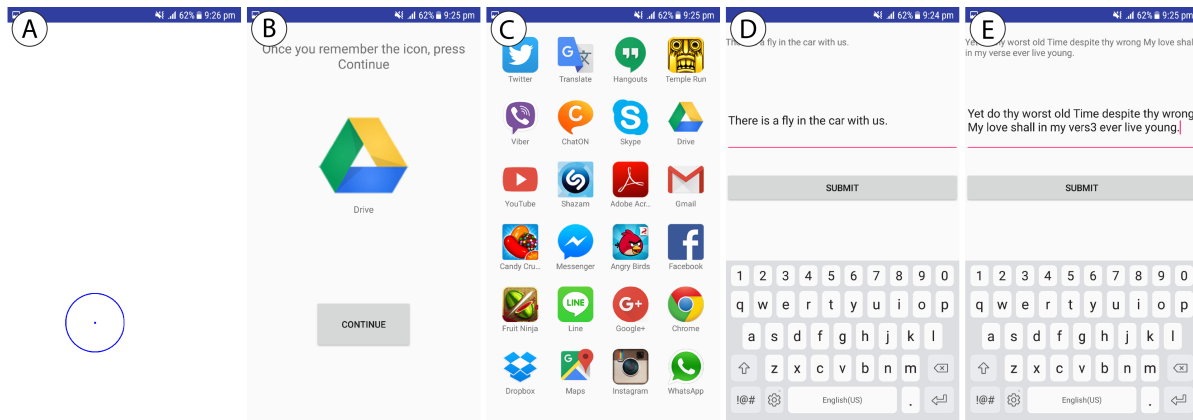 A
62% 9:26 pm
B
62% 9:25 pm
Once you remember the icon, press
Continue
Drive
CONTINUE
C
62% 9:25 pm
Twitter Translate Hangouts Temple Run
Viber ChatON Skype Drive
YouTube Shazam Adobe Acr.. Gmail
Candy Cru... Messenger Angry Birds Facebook
Fruit Ninja Line Google+ Chrome
Dropbox Maps Instagram WhatsApp
D
62% 9:24 pm
a fly in the car with us.
There is a fly in the car with us.
SUBMIT
1 2 3 4 5 6 7 8 9 0
q w e r t y u i o p
a s d f g h j k l
z x c v b n m
!@# English(US) .
E
62% 9:25 pm
worst old Time despite thy wrong My love shall
in my verse ever live young.
Yet do thy worst old Time despite thy wrong
My love shall in my vers3 ever live young.
SUBMIT
1 2 3 4 5 6 7 8 9 0
q w e r t y u i o p
a s d f g h j k l
z x c v b n m
!@# English(US) .